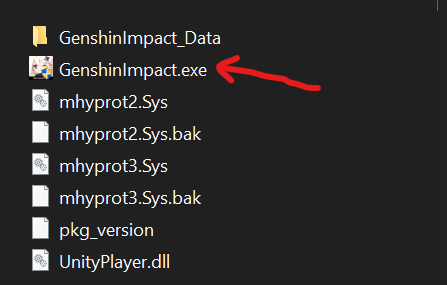 GenshinImpact_Data
GenshinImpact.exe
mhyprot2.Sys
mhyprot2.Sys.bak
mhyprot3.Sys
mhyprot3.Sys.bak
pkg_version
UnityPlayer.dll